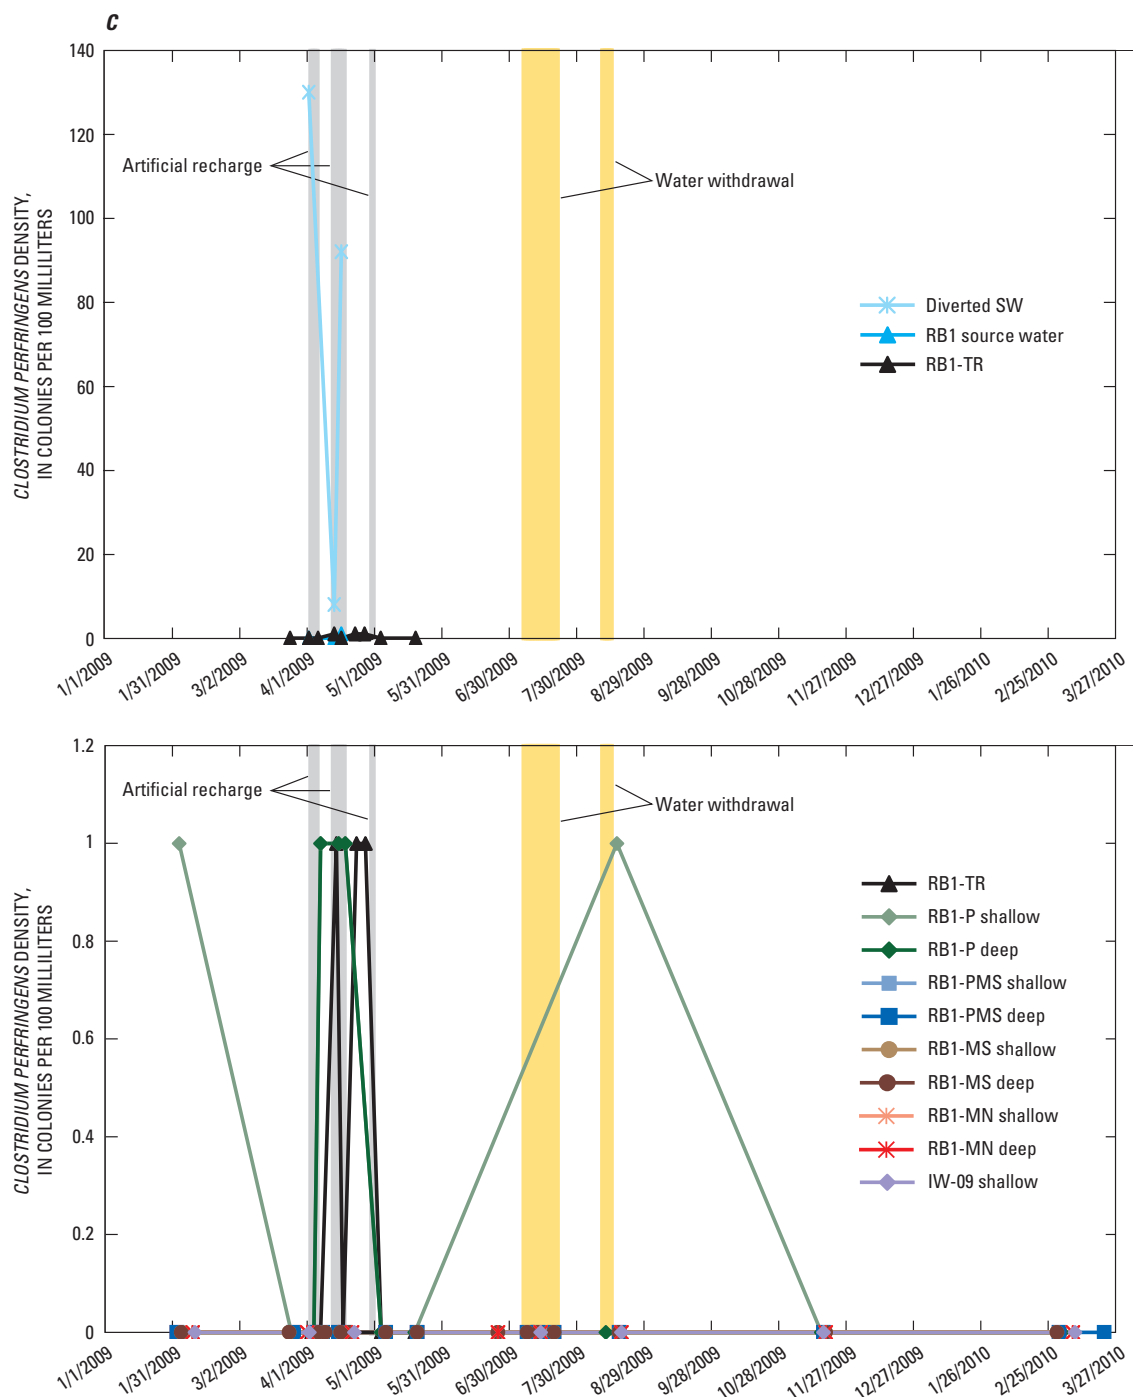 C
CLOSTRIDIUM PERFRINGENS DENSITY,
IN COLONIES PER 100 MILLILITERS
140
120
100
80
60
40
20
0
Artificial recharge
Water withdrawal
Diverted SW
RB1 source water
RB1-TR
1/1/2009
1/31/2009
3/2/2009
4/1/2009
5/1/2009
5/31/2009
6/30/2009
7/30/2009
8/29/2009
9/28/2009
10/28/2009
11/27/2009
12/27/2009
1/26/2010
2/25/2010
3/27/2010
CLOSTRIDIUM PERFRINGENS DENSITY,
IN COLONIES PER 100 MILLILITERS
1.2
1
0.8
0.6
0.4
0.2
0
Artificial recharge
Water withdrawal
RB1-TR
RB1-P shallow
RB1-P deep
RB1-PMS shallow
RB1-PMS deep
RB1-MS shallow
RB1-MS deep
RB1-MN shallow
RB1-MN deep
IW-09 shallow
1/1/2009
1/31/2009
3/2/2009
4/1/2009
5/1/2009
5/31/2009
6/30/2009
7/30/2009
8/29/2009
9/28/2009
10/28/2009
11/27/2009
12/27/2009
1/26/2010
2/25/2010
3/27/2010